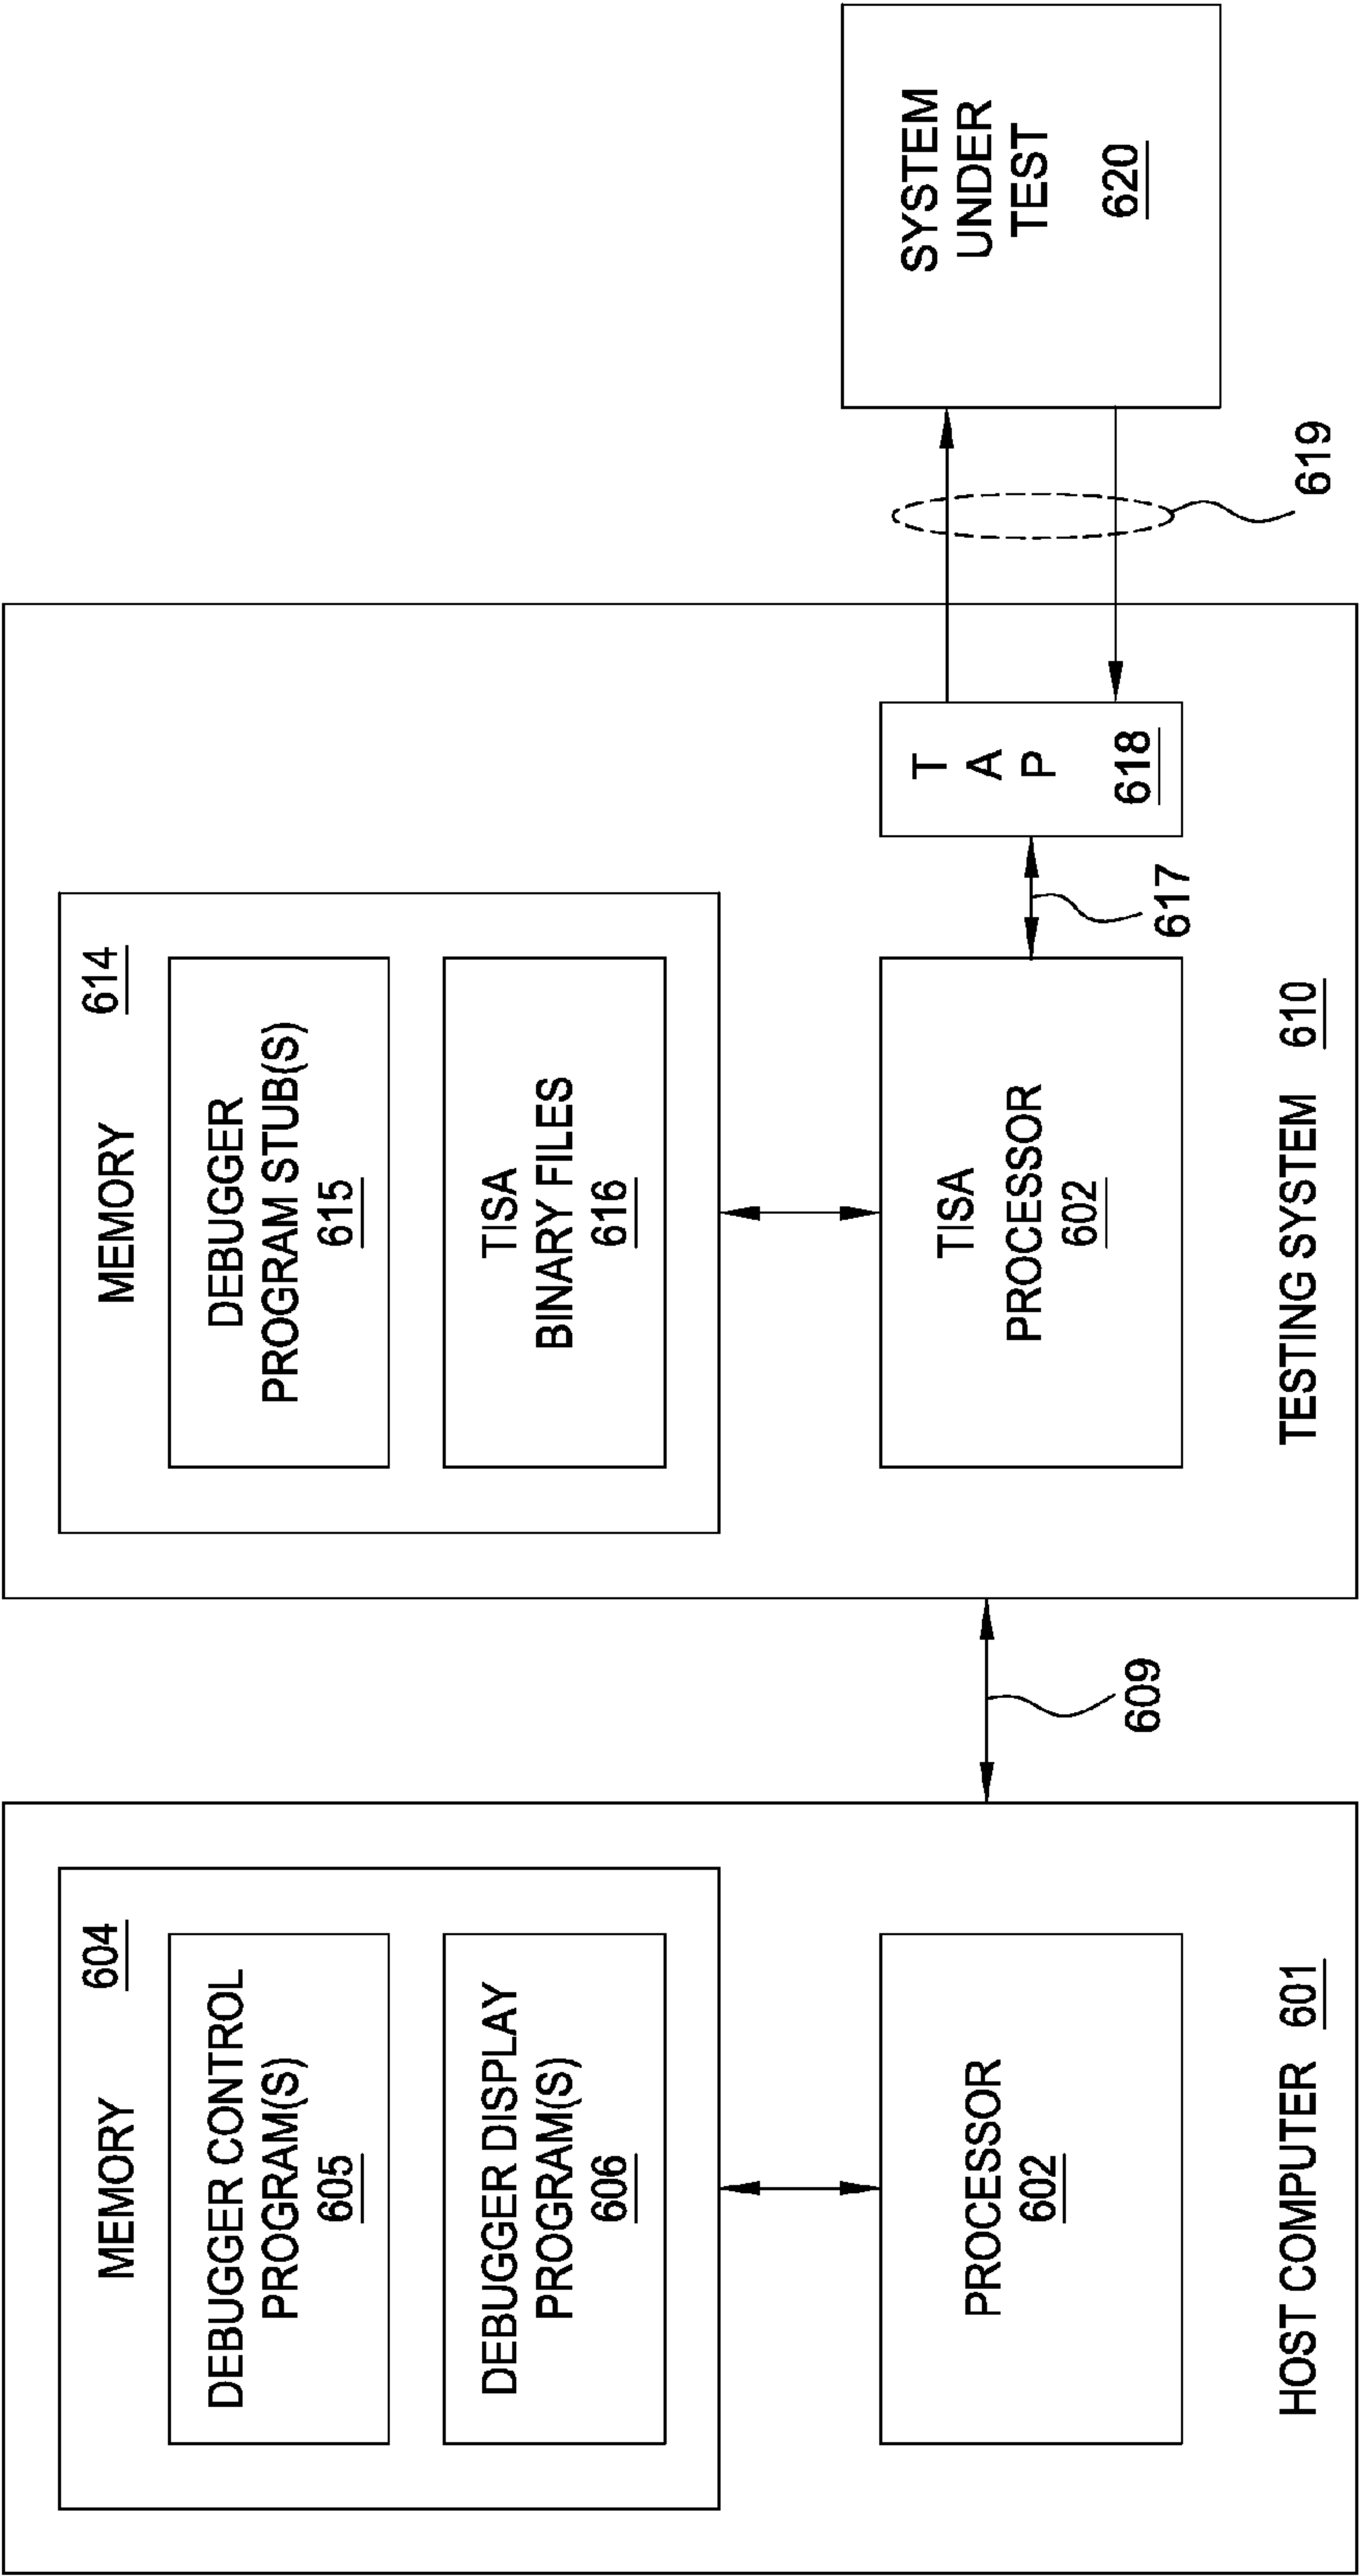 MEMORY 604
DEBUGGER CONTROL
PROGRAM(S)
605
DEBUGGER DISPLAY
PROGRAM(S)
606
PROCESSOR
602
HOST COMPUTER 601
609
MEMORY 614
DEBUGGER
PROGRAM STUB(S)
615
TISA
BINARY FILES
616
TISA
PROCESSOR
602
617
T
A
P
618
TESTING SYSTEM 610
619
SYSTEM
UNDER
TEST
620